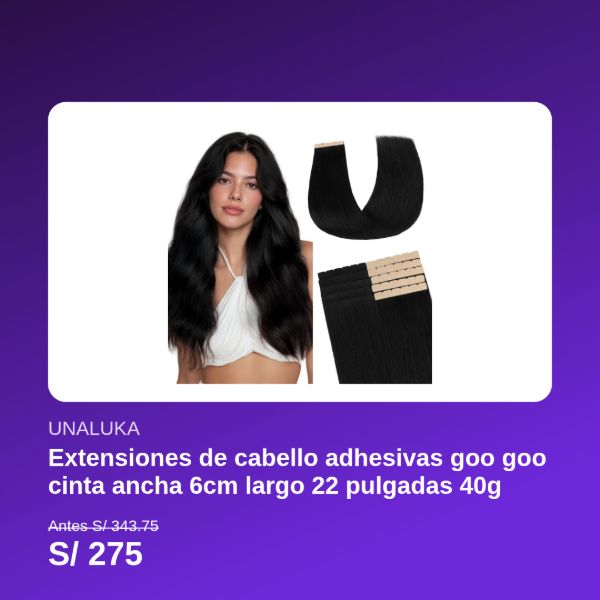 UNALUKA
Extensiones de cabello adhesivas goo goo
cinta ancha 6cm largo 22 pulgadas 40g
Antes S/ 343.75
S/ 275